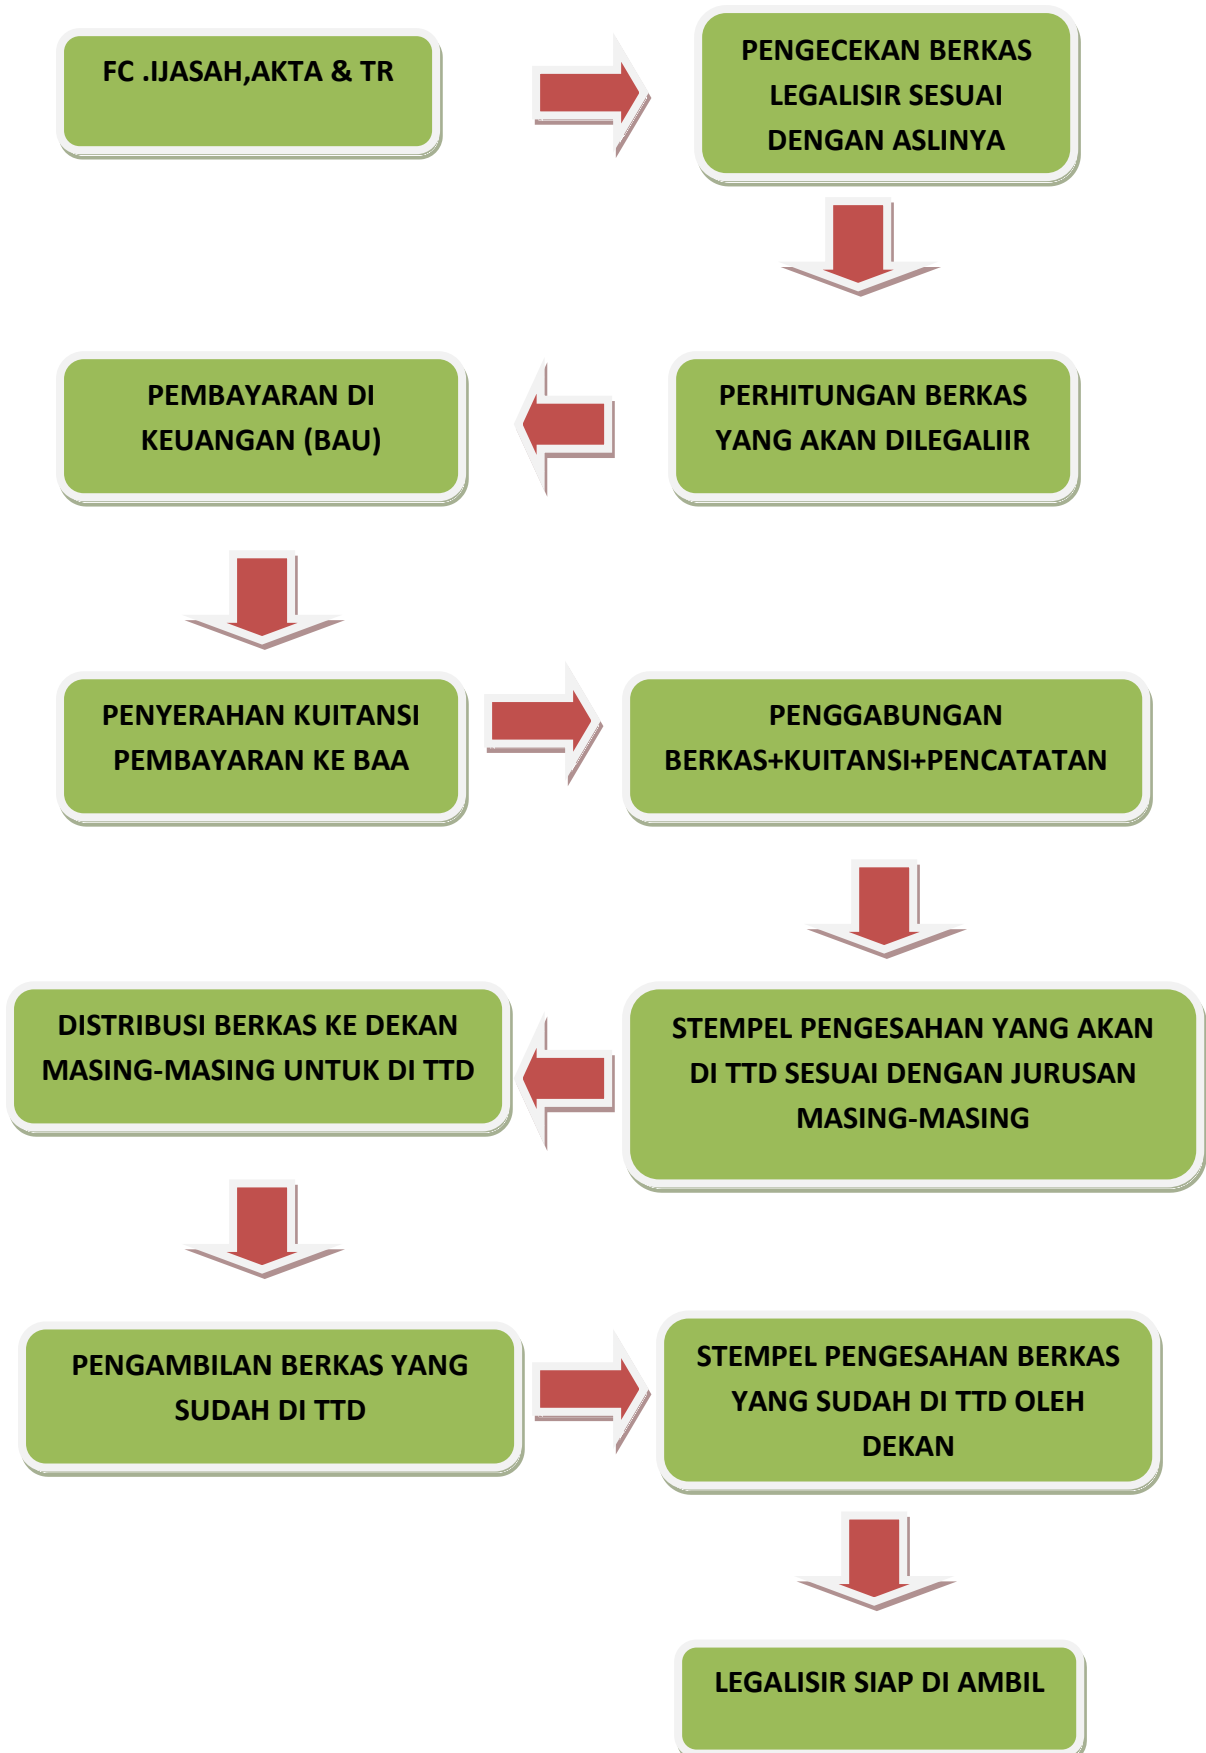 FC .IJASAH,AKTA & TR
PENGECEKAN BERKAS
LEGALISIR SESUAI
DENGAN ASLINYA
PERHITUNGAN BERKAS
YANG AKAN DILEGALIIR
PEMBAYARAN DI
KEUANGAN (BAU)
PENYERAHAN KUITANSI
PEMBAYARAN KE BAA
PENGGABUNGAN
BERKAS+KUITANSI+PENCATATAN
STEMPEL PENGESAHAN YANG AKAN
DI TTD SESUAI DENGAN JURUSAN
MASING-MASING
DISTRIBUSI BERKAS KE DEKAN
MASING-MASING UNTUK DI TTD
PENGAMBILAN BERKAS YANG
SUDAH DI TTD
STEMPEL PENGESAHAN BERKAS
YANG SUDAH DI TTD OLEH
DEKAN
LEGALISIR SIAP DI AMBIL